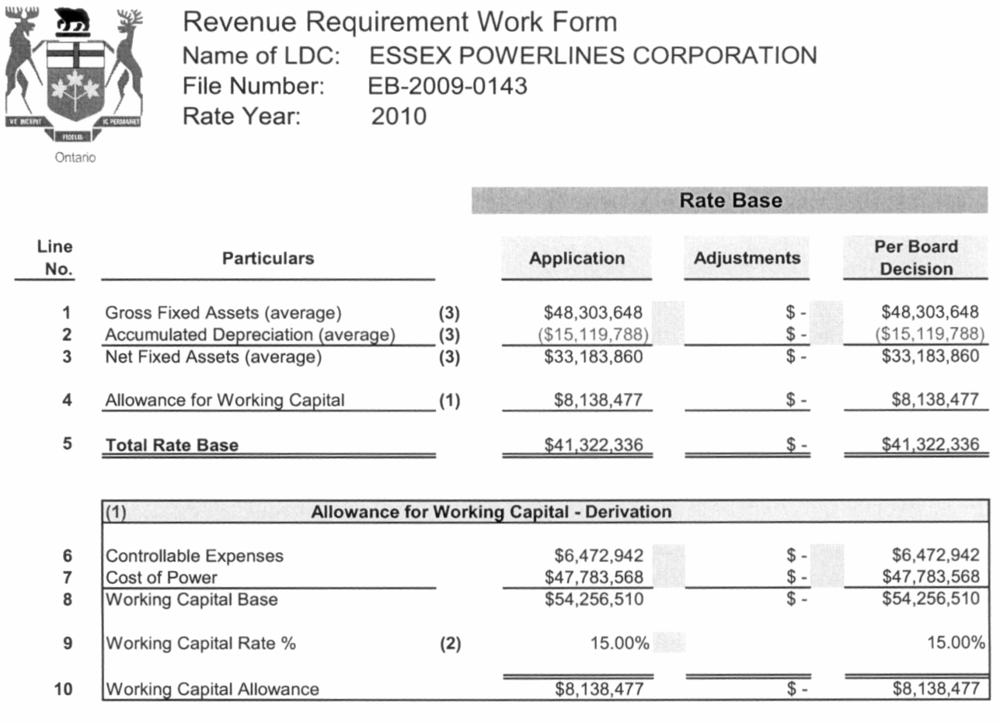 Revenue Requirement Work Form
Name of LDC: ESSEX POWERLINES CORPORATION
File Number: EB-2009-0143
Rate Year: 2010
VT INCEPIT IC PERMANET
FIDELIS
Ontario
Rate Base
Line No. Particulars Application Adjustments Per Board Decision
1 Gross Fixed Assets (average) (3) $48,303,648 $ - $48,303,648
2 Accumulated Depreciation (average) (3) ($15,119,788) $ - ($15,119,788)
3 Net Fixed Assets (average) (3) $33,183,860 $ - $33,183,860
4 Allowance for Working Capital (1) $8,138,477 $ - $8,138,477
5 Total Rate Base $41,322,336 $ - $41,322,336
(1) Allowance for Working Capital - Derivation
6 Controllable Expenses $6,472,942 $ - $6,472,942
7 Cost of Power $47,783,568 $ - $47,783,568
8 Working Capital Base $54,256,510 $ - $54,256,510
9 Working Capital Rate % (2) 15.00% 15.00%
10 Working Capital Allowance $8,138,477 $ - $8,138,477